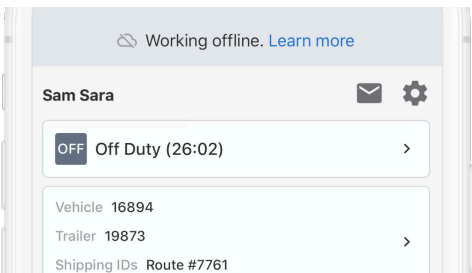 Working offline. Learn more
Sam Sara
OFF Off Duty (26:02)
Vehicle 16894
Trailer 19873
Shipping IDs Route #7761